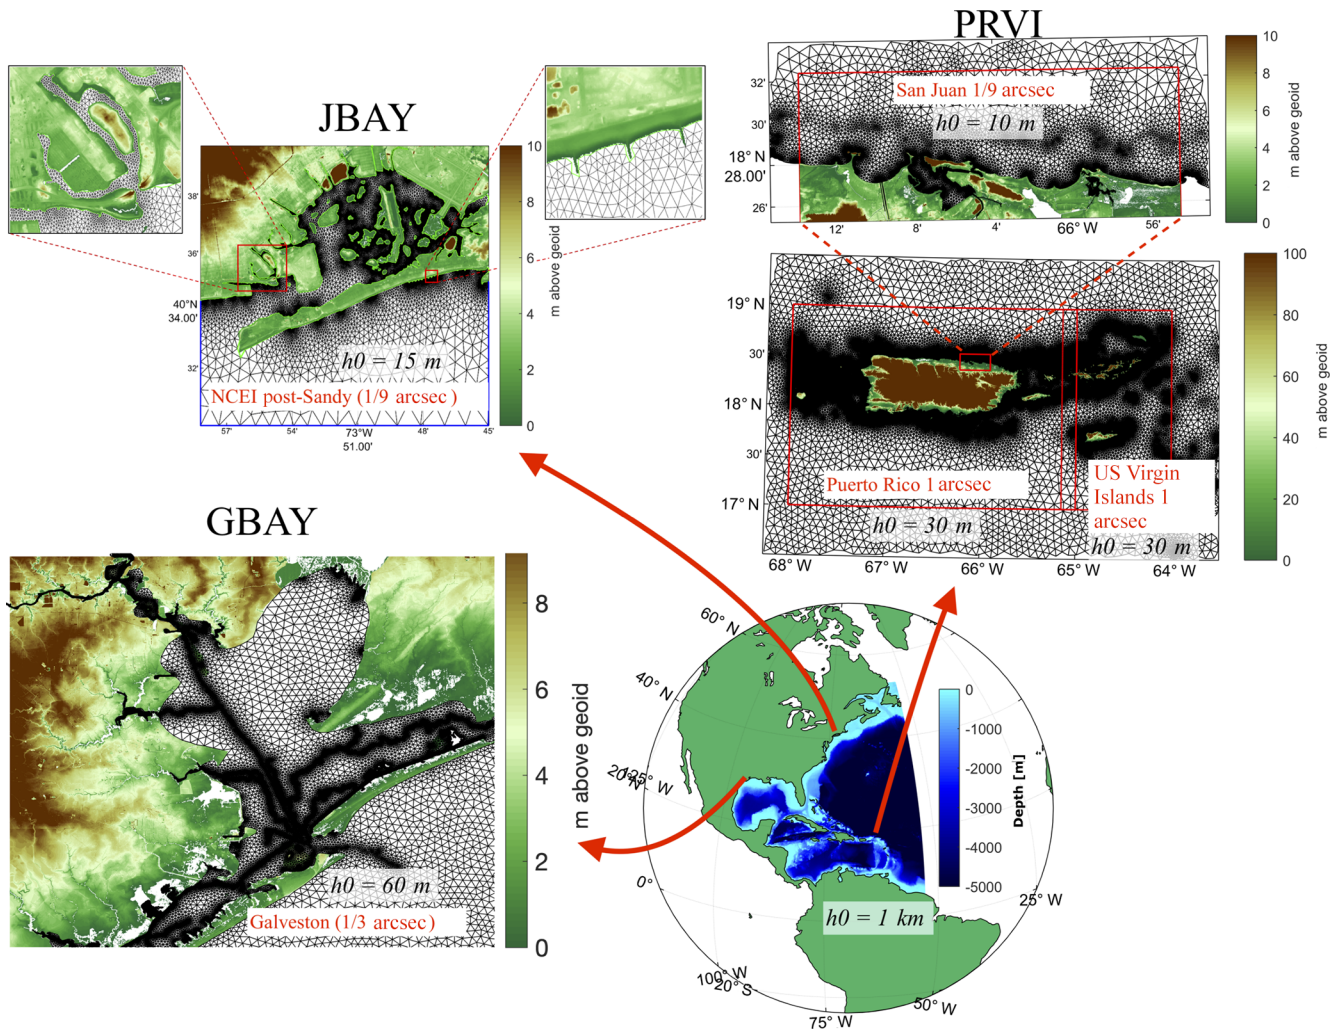 PRVI
JBAY
10
8
6
4
2
0
m above geoid
38'
36'
40°N
34.00'
32'
57'
54'
73°W
51.00'
48'
45'
h0 = 15 m
NCEI post-Sandy (1/9 arcsec )
San Juan 1/9 arcsec
h0 = 10 m
32'
30'
18° N
28.00'
26'
12'
8'
4'
66° W
56'
10
8
6
4
2
0
m above geoid
19° N
30'
18° N
30'
17° N
68° W
67° W
66° W
65° W
64° W
Puerto Rico 1 arcsec
h0 = 30 m
US Virgin
Islands 1
arcsec
h0 = 30 m
100
80
60
40
20
0
m above geoid
GBAY
h0 = 60 m
Galveston (1/3 arcsec )
8
6
4
2
0
m above geoid
60° N
40° N
20° N
125° W
0°
100° W
20° S
75° W
50° W
25° W
h0 = 1 km
0
-1000
-2000
-3000
-4000
-5000
Depth [m]